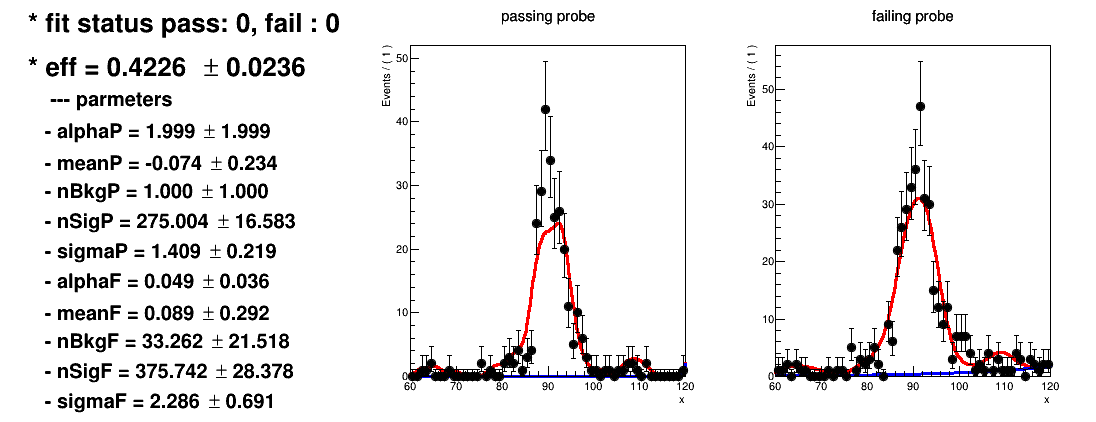 * fit status pass: 0, fail : 0
* eff = 0.4226 ± 0.0236
--- parmeters
- alphaP = 1.999 ± 1.999
- meanP = -0.074 ± 0.234
- nBkgP = 1.000 ± 1.000
- nSigP = 275.004 ± 16.583
- sigmaP = 1.409 ± 0.219
- alphaF = 0.049 ± 0.036
- meanF = 0.089 ± 0.292
- nBkgF = 33.262 ± 21.518
- nSigF = 375.742 ± 28.378
- sigmaF = 2.286 ± 0.691
passing probe
Events / ( 1 )
50
40
30
20
10
0
60 70 80 90 100 110 120
x
failing probe
Events / ( 1 )
50
40
30
20
10
0
60 70 80 90 100 110 120
x